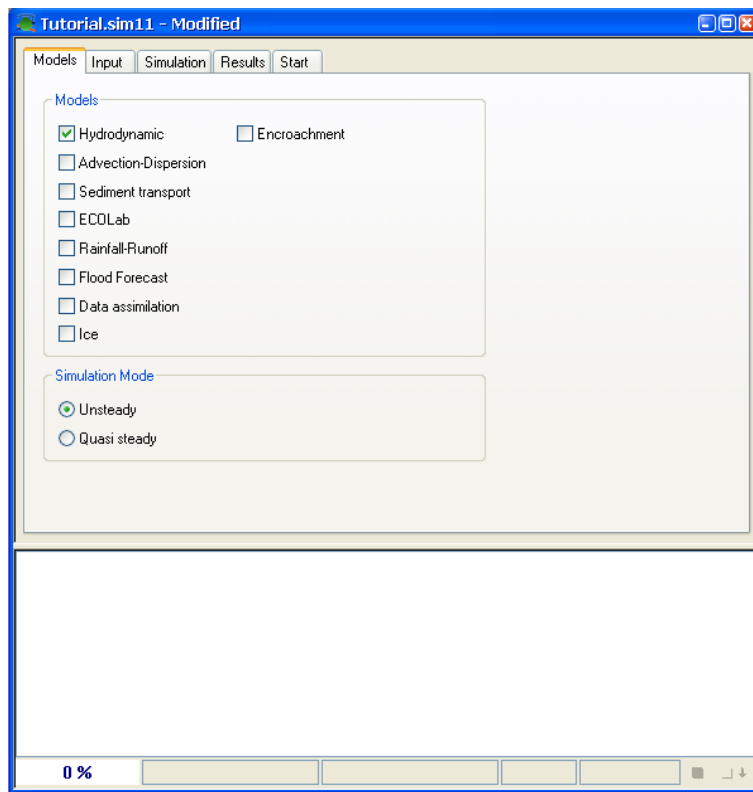 Tutorial.sim11 - Modified
Models Input Simulation Results Start
Models
Hydrodynamic Encroachment
Advection-Dispersion
Sediment transport
ECOLab
Rainfall-Runoff
Flood Forecast
Data assimilation
Ice
Simulation Mode
Unsteady
Quasi steady
0 %